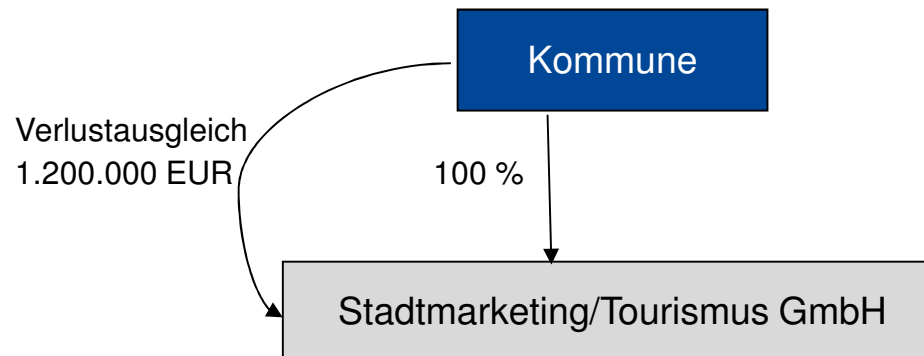 Kommune
Verlustausgleich
1.200.000 EUR
100 %
Stadtmarketing/Tourismus GmbH